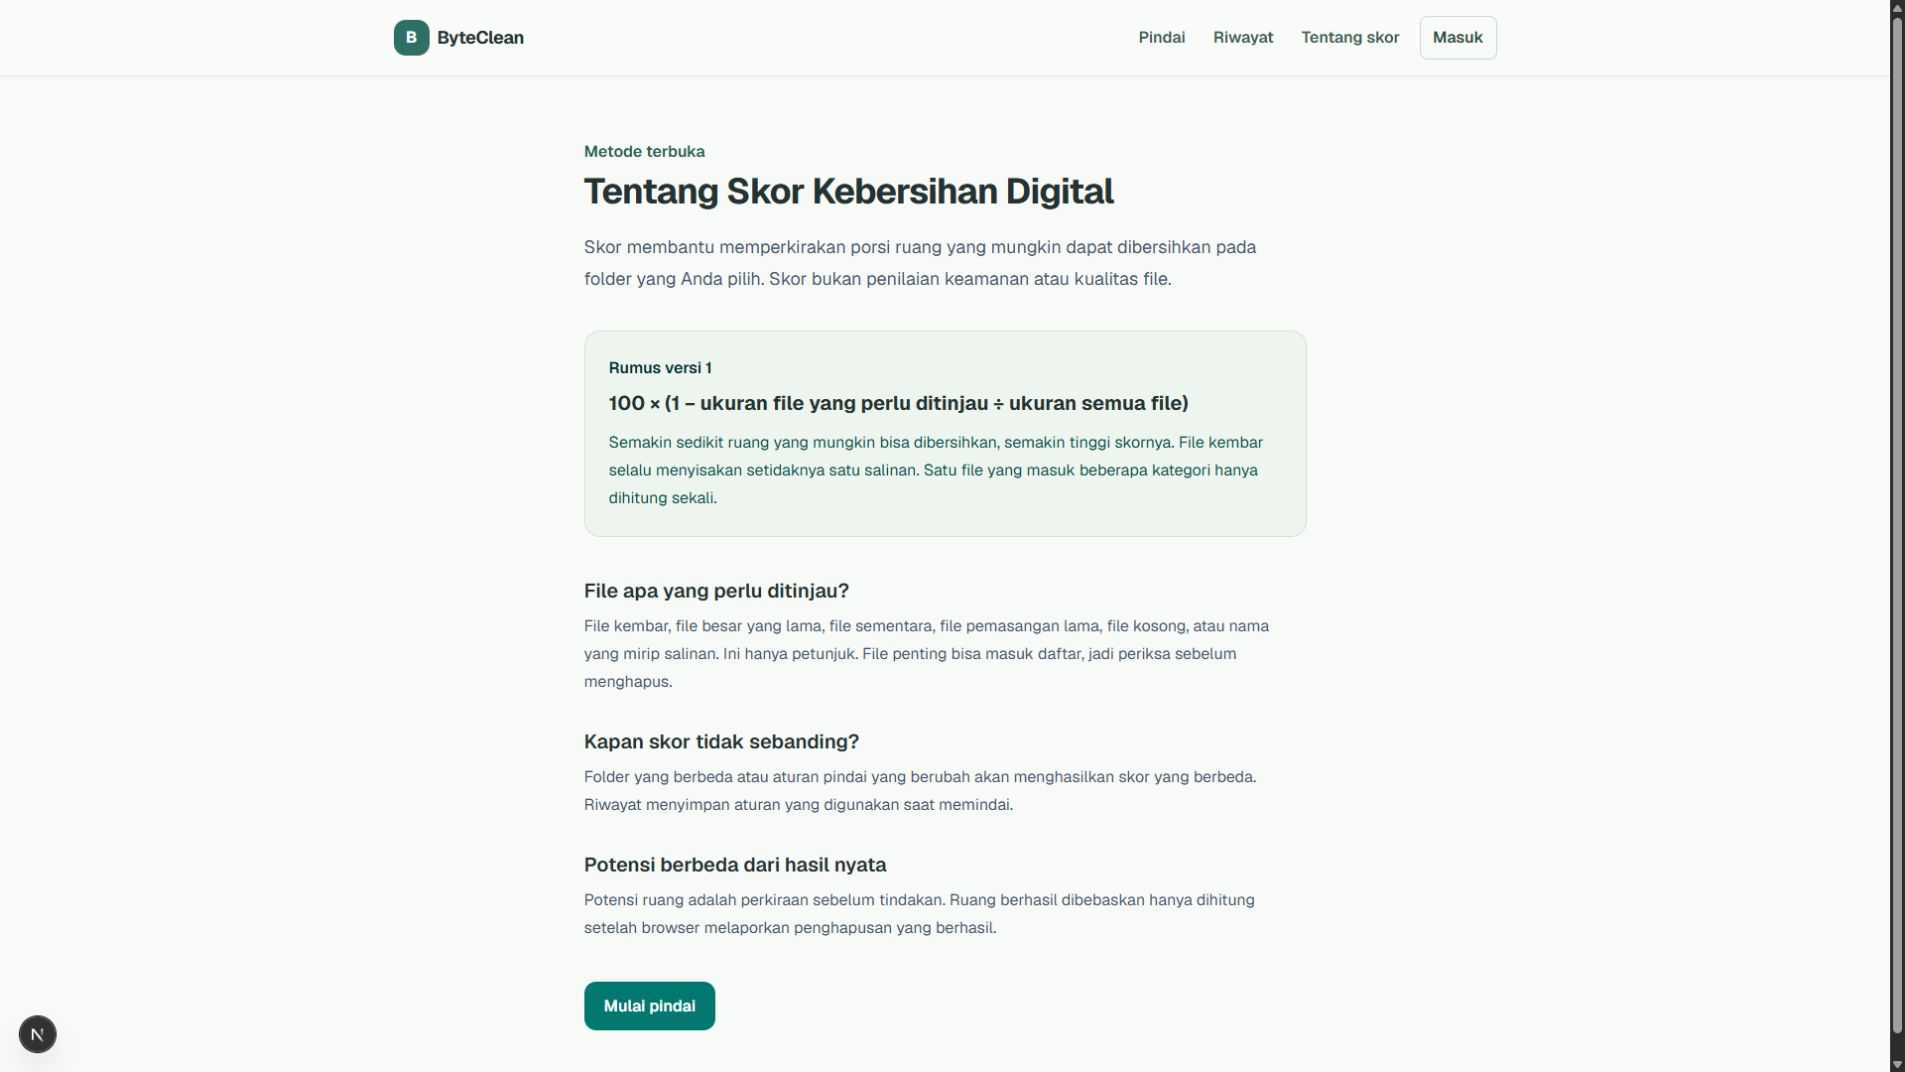 B ByteClean
Pindai Riwayat Tentang skor Masuk
Metode terbuka
Tentang Skor Kebersihan Digital
Skor membantu memperkirakan porsi ruang yang mungkin dapat dibersihkan pada
folder yang Anda pilih. Skor bukan penilaian keamanan atau kualitas file.
Rumus versi 1
100 × (1 − ukuran file yang perlu ditinjau ÷ ukuran semua file)
Semakin sedikit ruang yang mungkin bisa dibersihkan, semakin tinggi skornya. File kembar
selalu menyisakan setidaknya satu salinan. Satu file yang masuk beberapa kategori hanya
dihitung sekali.
File apa yang perlu ditinjau?
File kembar, file besar yang lama, file sementara, file pemasangan lama, file kosong, atau nama
yang mirip salinan. Ini hanya petunjuk. File penting bisa masuk daftar, jadi periksa sebelum
menghapus.
Kapan skor tidak sebanding?
Folder yang berbeda atau aturan pindai yang berubah akan menghasilkan skor yang berbeda.
Riwayat menyimpan aturan yang digunakan saat memindai.
Potensi berbeda dari hasil nyata
Potensi ruang adalah perkiraan sebelum tindakan. Ruang berhasil dibebaskan hanya dihitung
setelah browser melaporkan penghapusan yang berhasil.
Mulai pindai
N